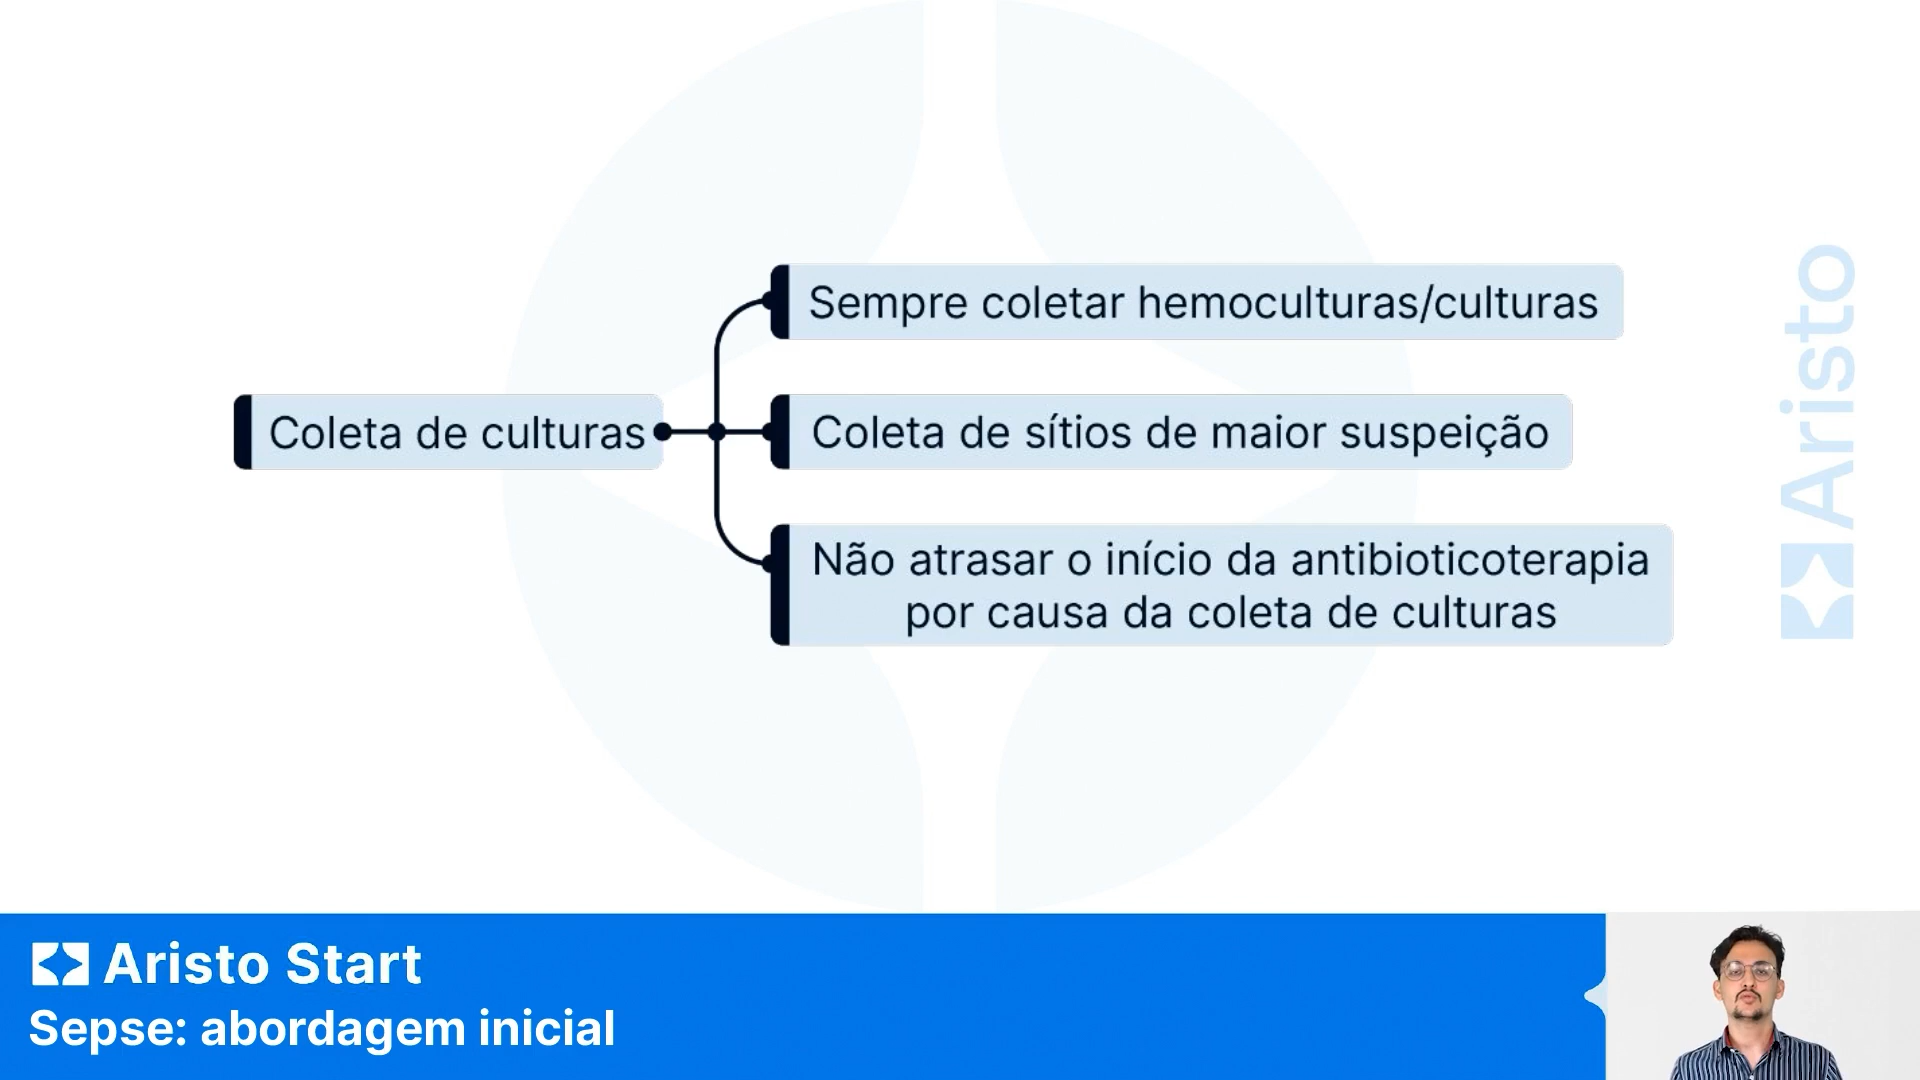 Sempre coletar hemoculturas/culturas
Coleta de culturas
Coleta de sítios de maior suspeição
Não atrasar o início da antibioticoterapia
por causa da coleta de culturas
Aristo
Aristo Start
Sepse: abordagem inicial